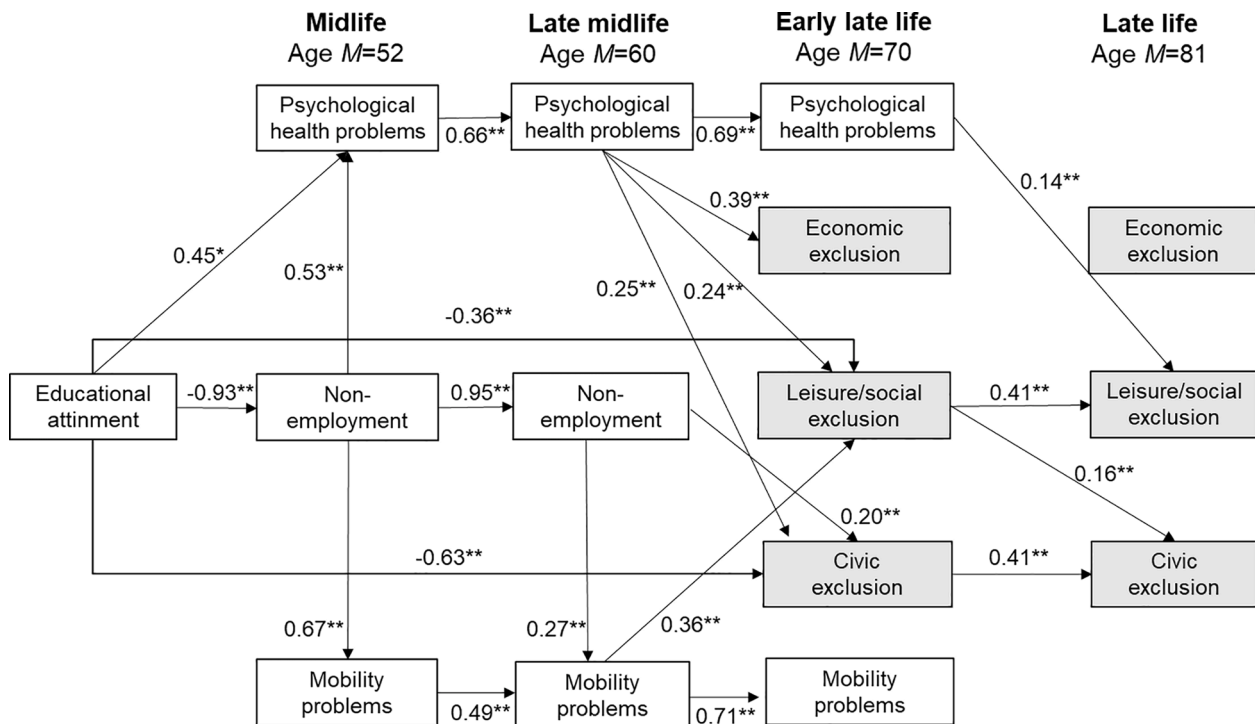 Midlife
Age M=52
Late midlife
Age M=60
Early late life
Age M=70
Late life
Age M=81
Psychological
health problems
0.66**
Psychological
health problems
0.69**
Psychological
health problems
0.14**
0.39**
Economic
exclusion
Economic
exclusion
0.45*
0.53**
0.25**
0.24**
-0.36**
Educational
attinment
-0.93**
Non-
employment
0.95**
Non-
employment
Leisure/social
exclusion
0.41**
Leisure/social
exclusion
0.16**
0.20**
-0.63**
Civic
exclusion
0.41**
Civic
exclusion
0.67**
0.27**
0.36**
Mobility
problems
0.49**
Mobility
problems
0.71**
Mobility
problems